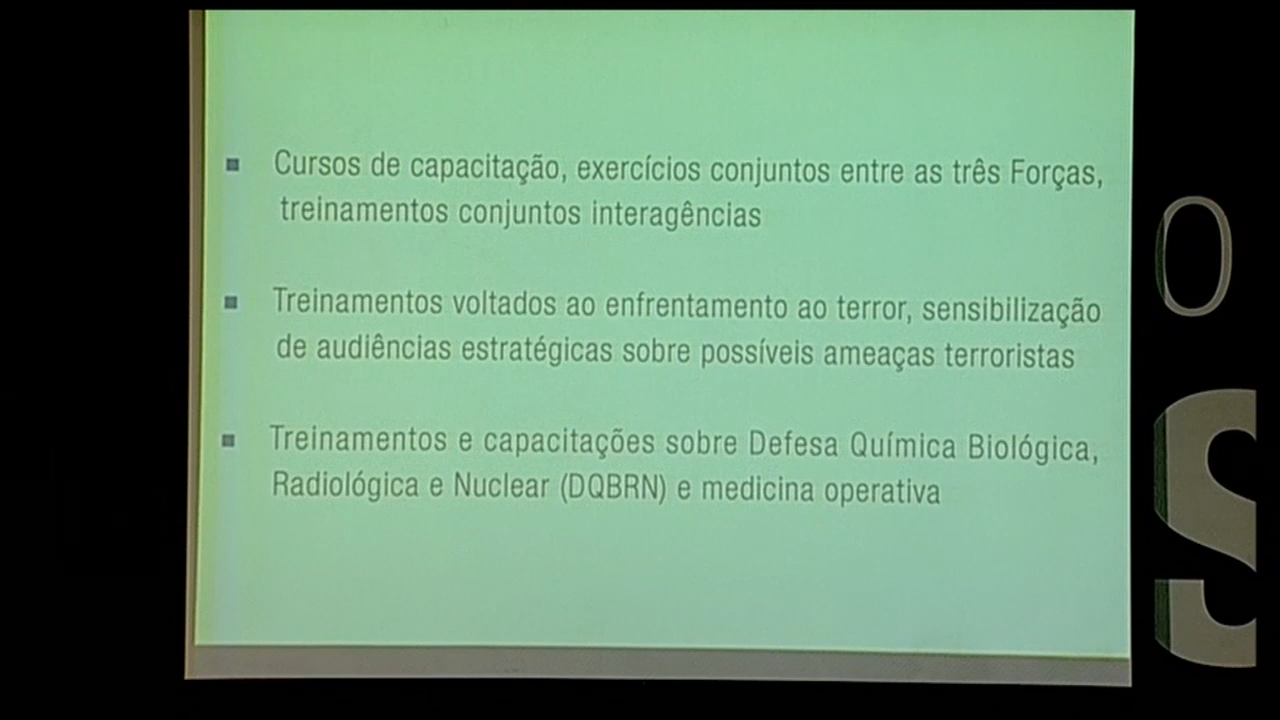 ▪ Cursos de capacitação, exercícios conjuntos entre as três Forças,
treinamentos conjuntos interagências
▪ Treinamentos voltados ao enfrentamento ao terror, sensibilização
de audiências estratégicas sobre possíveis ameaças terroristas
▪ Treinamentos e capacitações sobre Defesa Química Biológica,
Radiológica e Nuclear (DQBRN) e medicina operativa
O
S